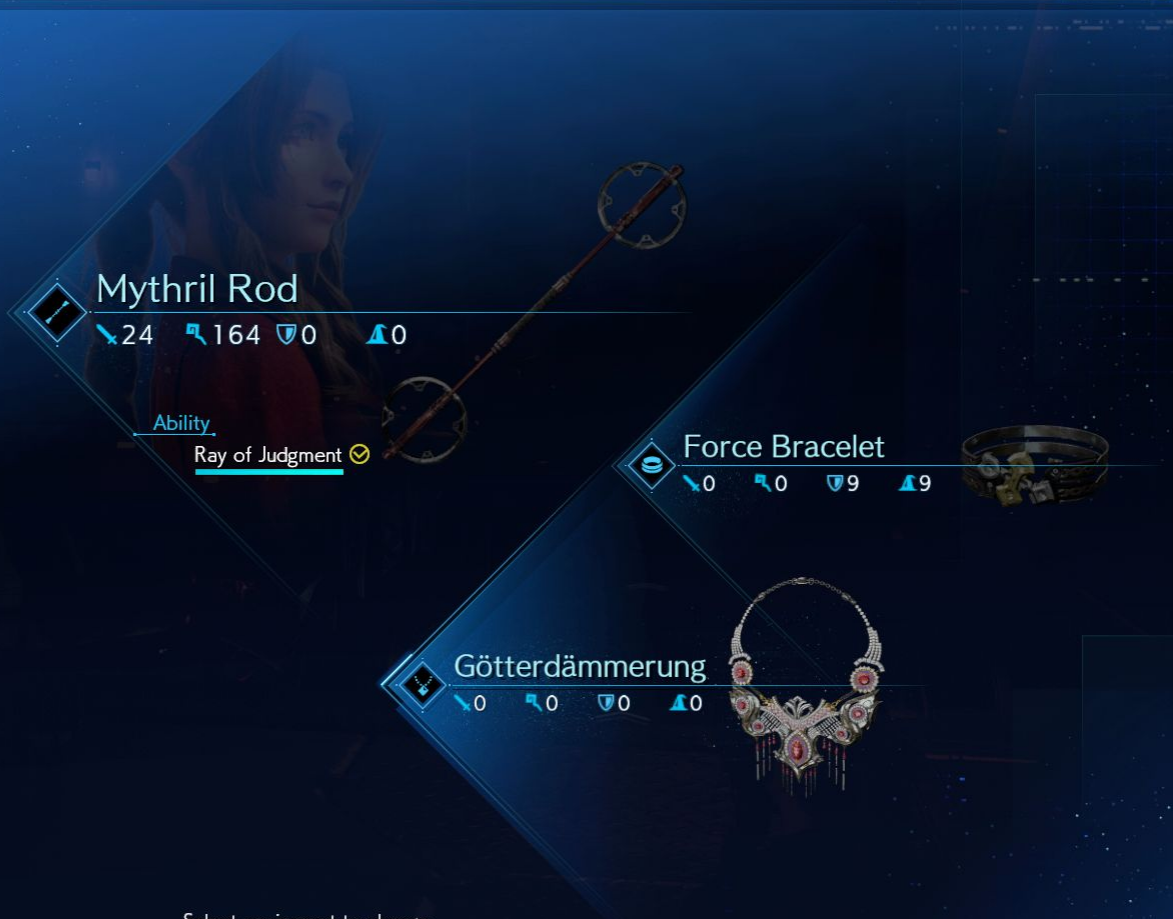 Mythril Rod
24 164 0 0
Ability
Ray of Judgment
Force Bracelet
0 0 9 9
Götterdämmerung
0 0 0 0